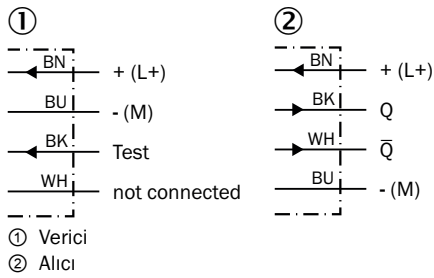 ① ②
BN + (L+)
BU - (M)
BK Test
WH not connected
BN + (L+)
BK Q
WH Q̅
BU - (M)
① Verici
② Alıcı